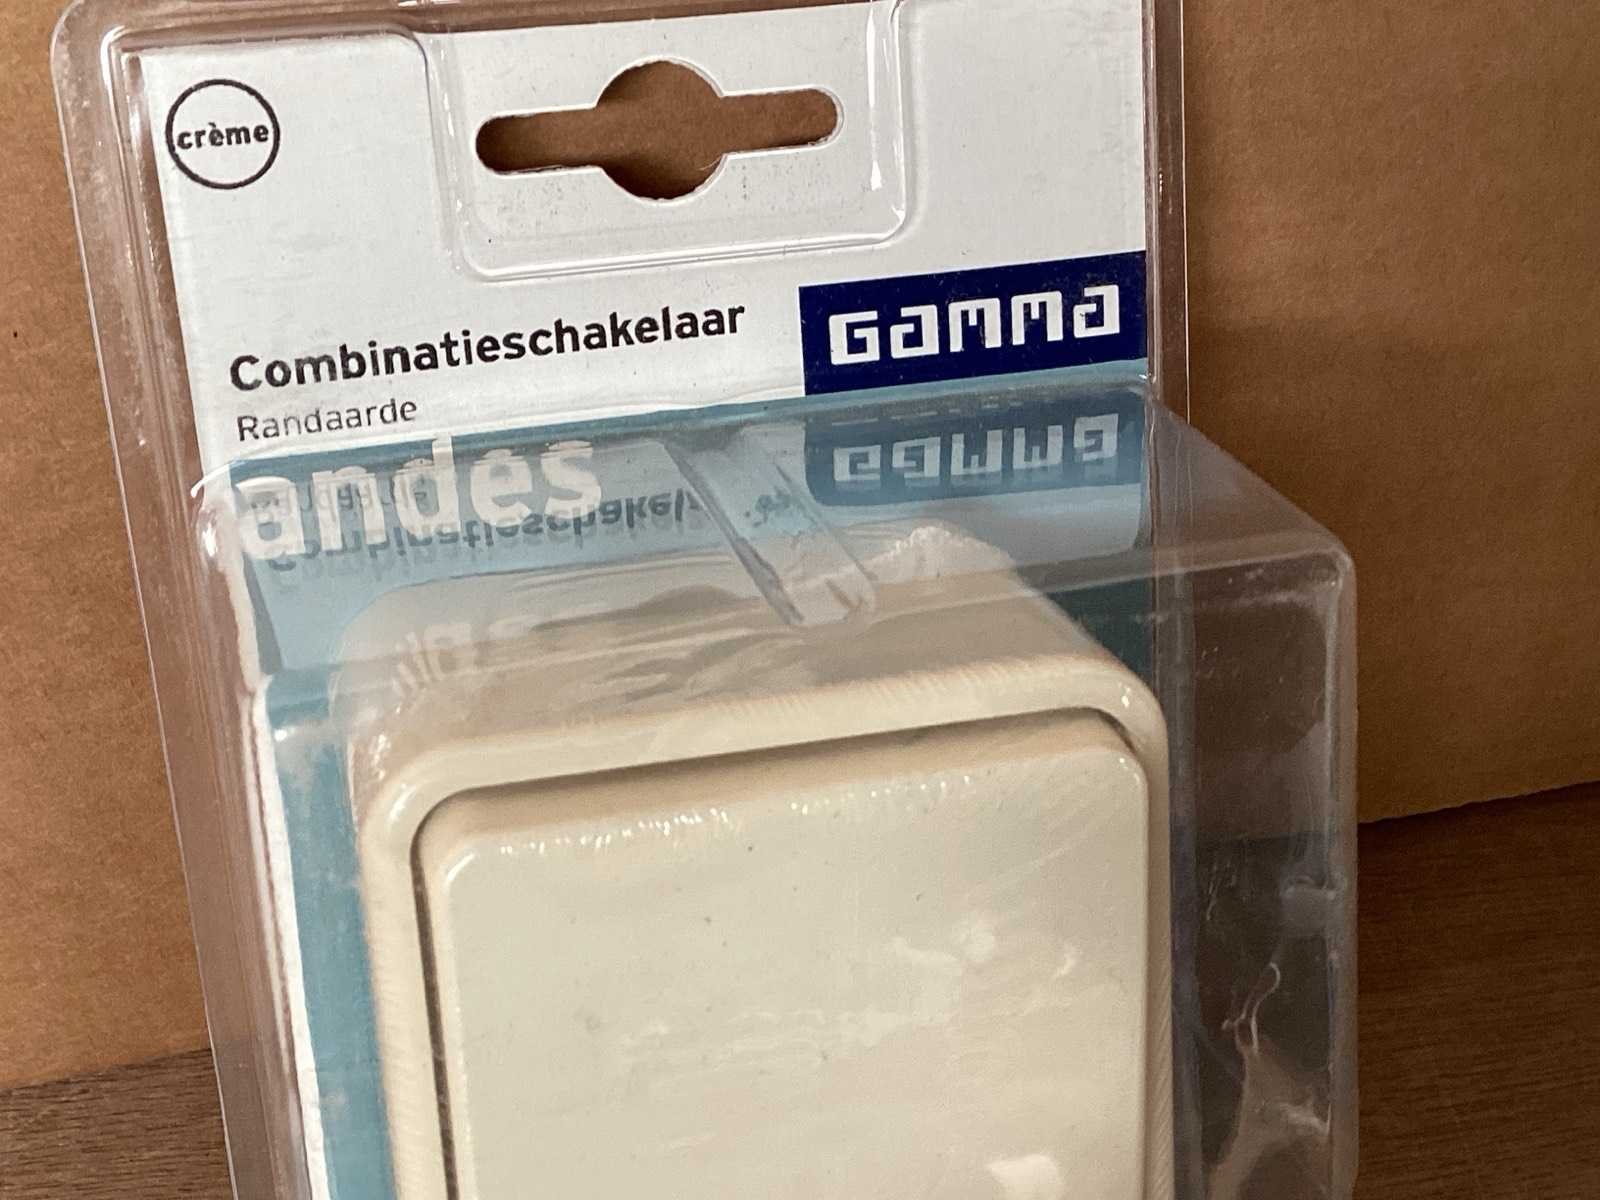 crème
Combinatieschakelaar
Randaarde
GAMMA
andes